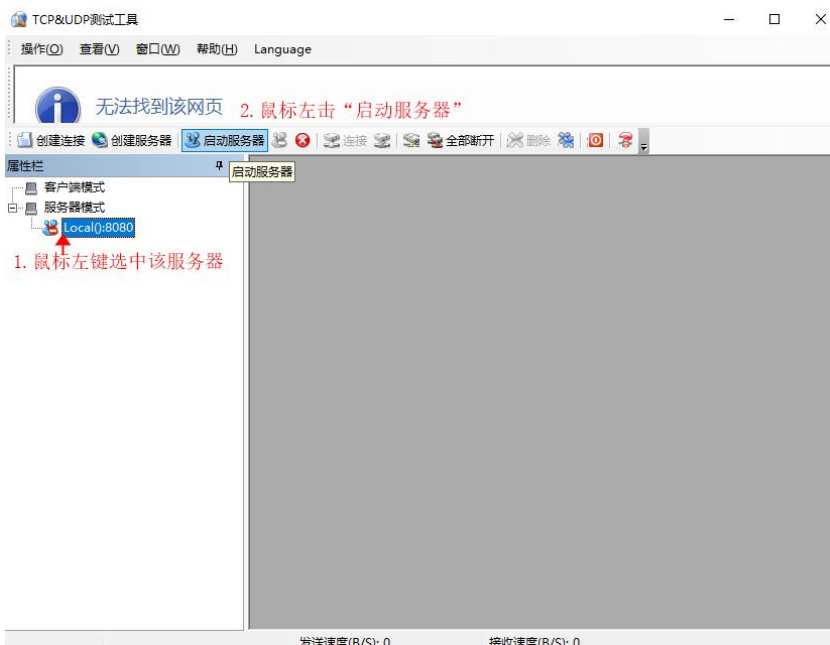 TCP&UDP测试工具
操作(O) 查看(V) 窗口(W) 帮助(H) Language
无法找到该网页
2. 鼠标左击“启动服务器”
创建连接 创建服务器 启动服务器 连接 全部断开 删除
属性栏
启动服务器
客户端模式
服务器模式
Local():8080
1. 鼠标左键选中该服务器
发送速度(B/S): 0 接收速度(B/S): 0